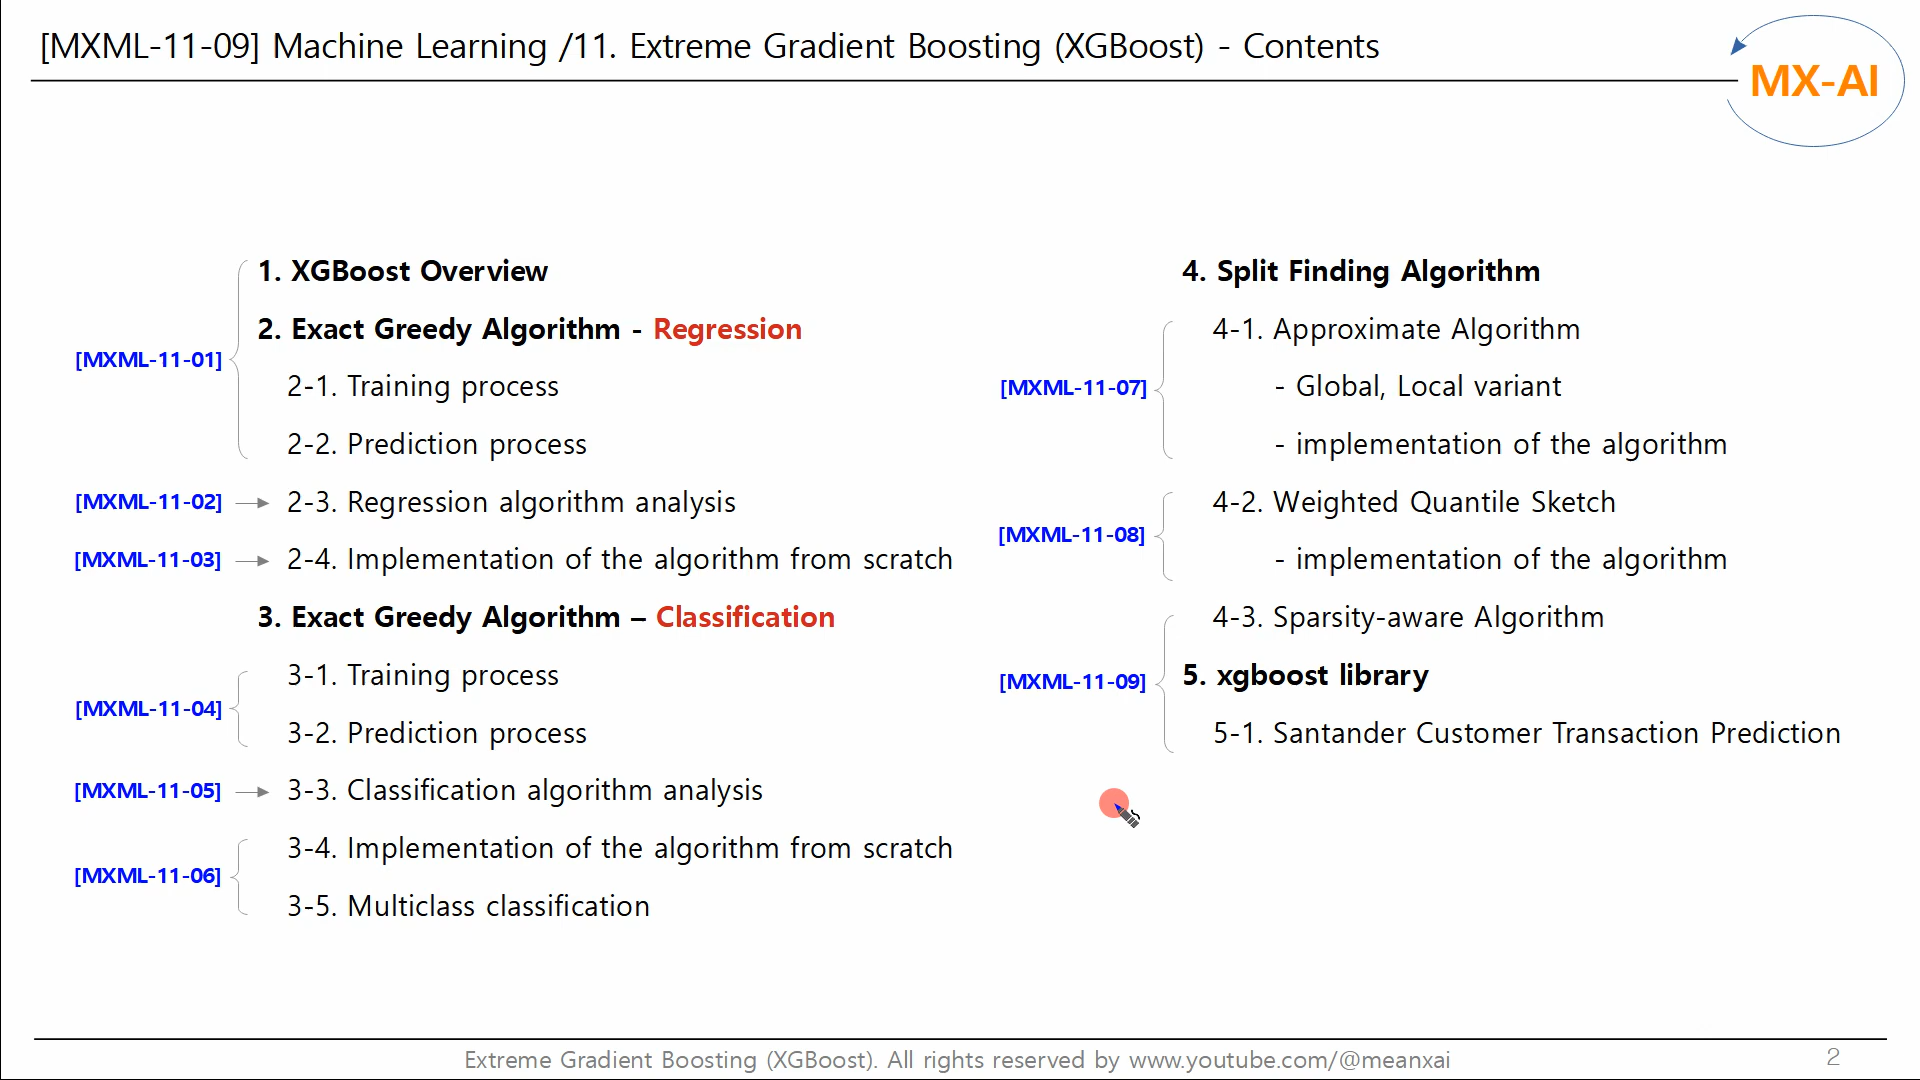 [MXML-11-09] Machine Learning /11. Extreme Gradient Boosting (XGBoost) - Contents
MX-AI
1. XGBoost Overview
2. Exact Greedy Algorithm - Regression
[MXML-11-01]
2-1. Training process
2-2. Prediction process
[MXML-11-02]
2-3. Regression algorithm analysis
[MXML-11-03]
2-4. Implementation of the algorithm from scratch
3. Exact Greedy Algorithm – Classification
3-1. Training process
[MXML-11-04]
3-2. Prediction process
[MXML-11-05]
3-3. Classification algorithm analysis
3-4. Implementation of the algorithm from scratch
[MXML-11-06]
3-5. Multiclass classification
4. Split Finding Algorithm
4-1. Approximate Algorithm
[MXML-11-07]
- Global, Local variant
- implementation of the algorithm
4-2. Weighted Quantile Sketch
[MXML-11-08]
- implementation of the algorithm
4-3. Sparsity-aware Algorithm
[MXML-11-09]
5. xgboost library
5-1. Santander Customer Transaction Prediction
Extreme Gradient Boosting (XGBoost). All rights reserved by www.youtube.com/@meanxai
2